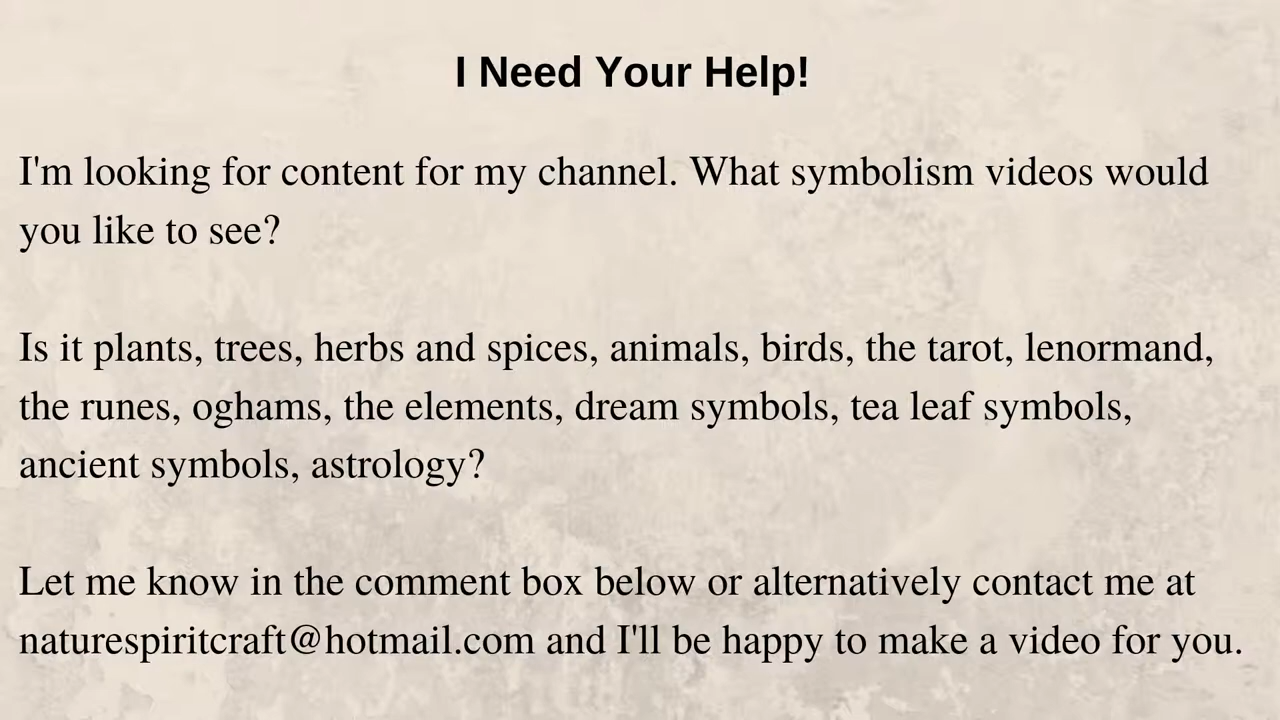 I Need Your Help!
I'm looking for content for my channel. What symbolism videos would
you like to see?
Is it plants, trees, herbs and spices, animals, birds, the tarot, lenormand,
the runes, oghams, the elements, dream symbols, tea leaf symbols,
ancient symbols, astrology?
Let me know in the comment box below or alternatively contact me at
naturespiritcraft@hotmail.com and I'll be happy to make a video for you.